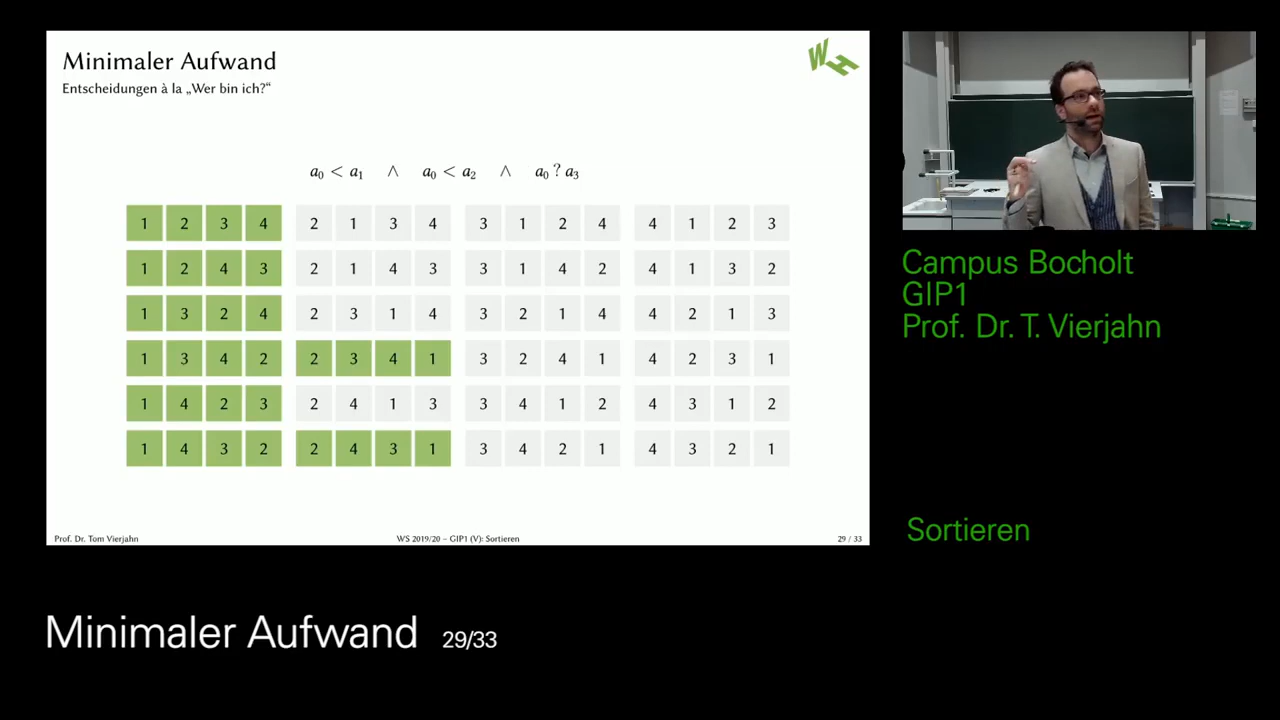 Minimaler Aufwand
Entscheidungen à la „Wer bin ich?“
WH
a₀ < a₁ ∧ a₀ < a₂ ∧ a₀ ? a₃
1 2 3 4 2 1 3 4 3 1 2 4 4 1 2 3
1 2 4 3 2 1 4 3 3 1 4 2 4 1 3 2
1 3 2 4 2 3 1 4 3 2 1 4 4 2 1 3
1 3 4 2 2 3 4 1 3 2 4 1 4 2 3 1
1 4 2 3 2 4 1 3 3 4 1 2 4 3 1 2
1 4 3 2 2 4 3 1 3 4 2 1 4 3 2 1
Prof. Dr. Tom Vierjahn WS 2019/20 – GIP1 (V): Sortieren 29 / 33
Campus Bocholt
GIP1
Prof. Dr. T. Vierjahn
Sortieren
Minimaler Aufwand 29/33